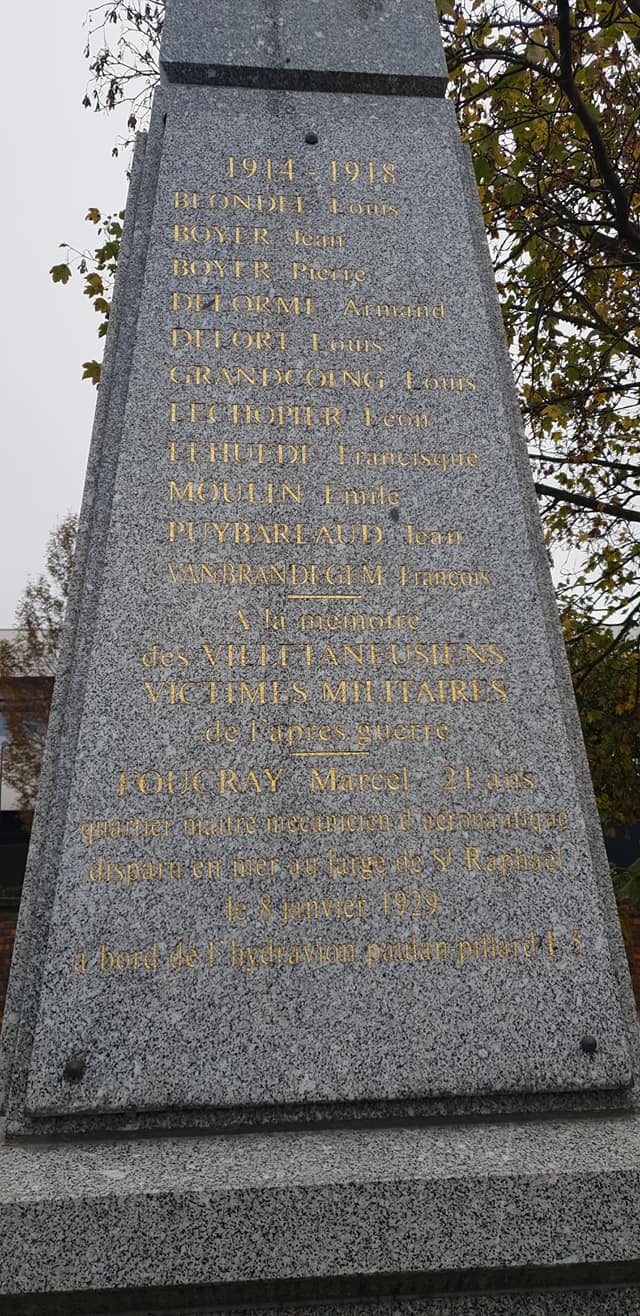 1914-1918
BLONDEL Louis
BOYER Jean
BOYER Pierre
DELORME Armand
DELORT Louis
GRANDCOING Louis
LECHOPIER Léon
LEHUEDE Francisque
MOULIN Emile
PUYBAREAUD Jean
VANBRANDEGEM François
A la mémoire
des VILLETANEUSIENS
VICTIMES MILITAIRES
de l'après guerre
FOUCRAY Marcel 21 ans
quartier maître mécanicien d'aéronautique
disparu en mer au large de St Raphaël
le 8 janvier 1929
à bord de l'hydravion paulan-pillard L 5